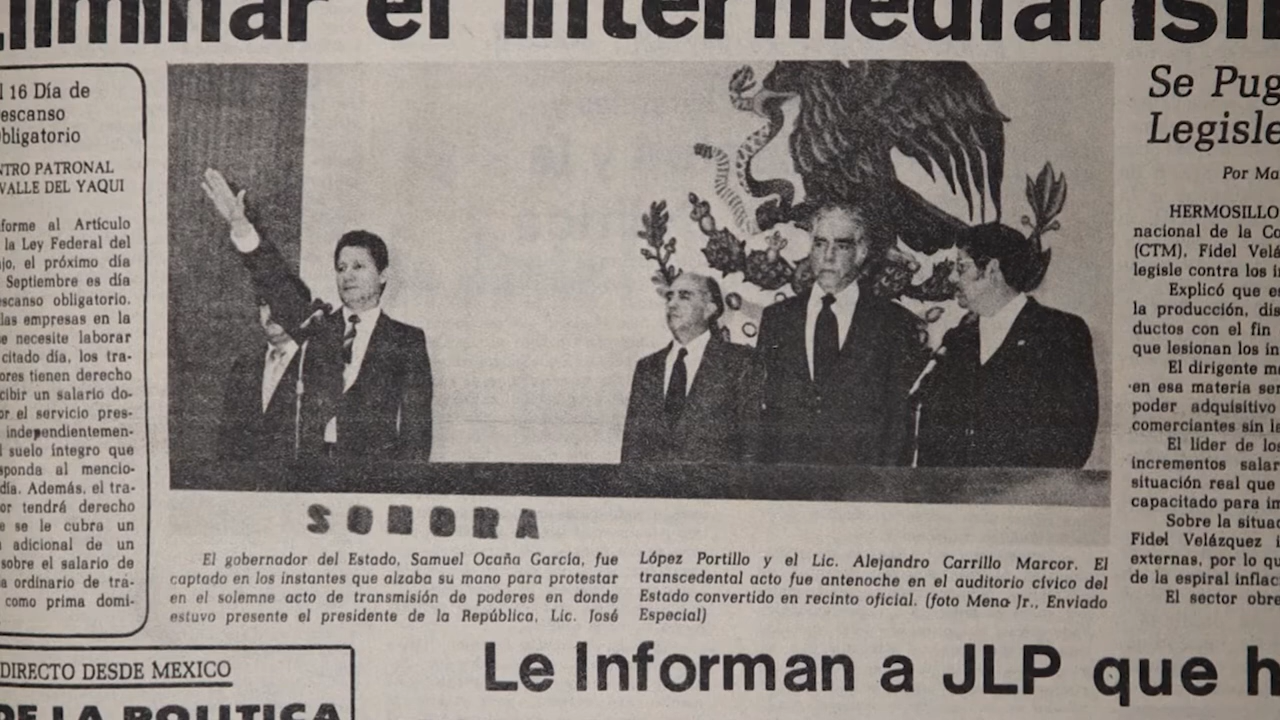 el
16 Día de
escanso
bligatorio
NTRO PATRONAL
VALLE DEL YAQUI
forme al Artículo
la Ley Federal del
jo, el próximo día
Septiembre es día
escanso obligatorio.
las empresas en la
e necesite laborar
citado día, los tra-
ores tienen derecho
cibir un salario do-
or el servicio pres-
independientemen-
l suelo íntegro que
sponda al mencio-
día. Además, el tra-
or tendrá derecho
e se le cubra un
adicional de un
sobre el salario de
ordinario de tra-
como prima domi-
SONORA
El gobernador del Estado, Samuel Ocaña García, fue
captado en los instantes que alzaba su mano para protestar
en el solemne acto de transmisión de poderes en donde
estuvo presente el presidente de la República, Lic. José
López Portillo y el Lic. Alejandro Carrillo Marcor. El
transcedental acto fue antenoche en el auditorio cívico del
Estado convertido en recinto oficial. (foto Meno Jr., Enviado
Especial)
Se Pug
Legisle
Por Ma
HERMOSILLO
nacional de la Co
(CTM), Fidel Velá
legisle contra los i
Explicó que es
la producción, dis
ductos con el fin
que lesionan los in
El dirigente m
en esa materia ser
poder adquisitivo
comerciantes sin la
El líder de los
incrementos salar
situación real que
capacitado para in
Sobre la situac
Fidel Velázquez i
externas, por lo qu
de la espiral inflac
El sector obre
DIRECTO DESDE MEXICO
DE LA POLITICA
Le Informan a JLP que h